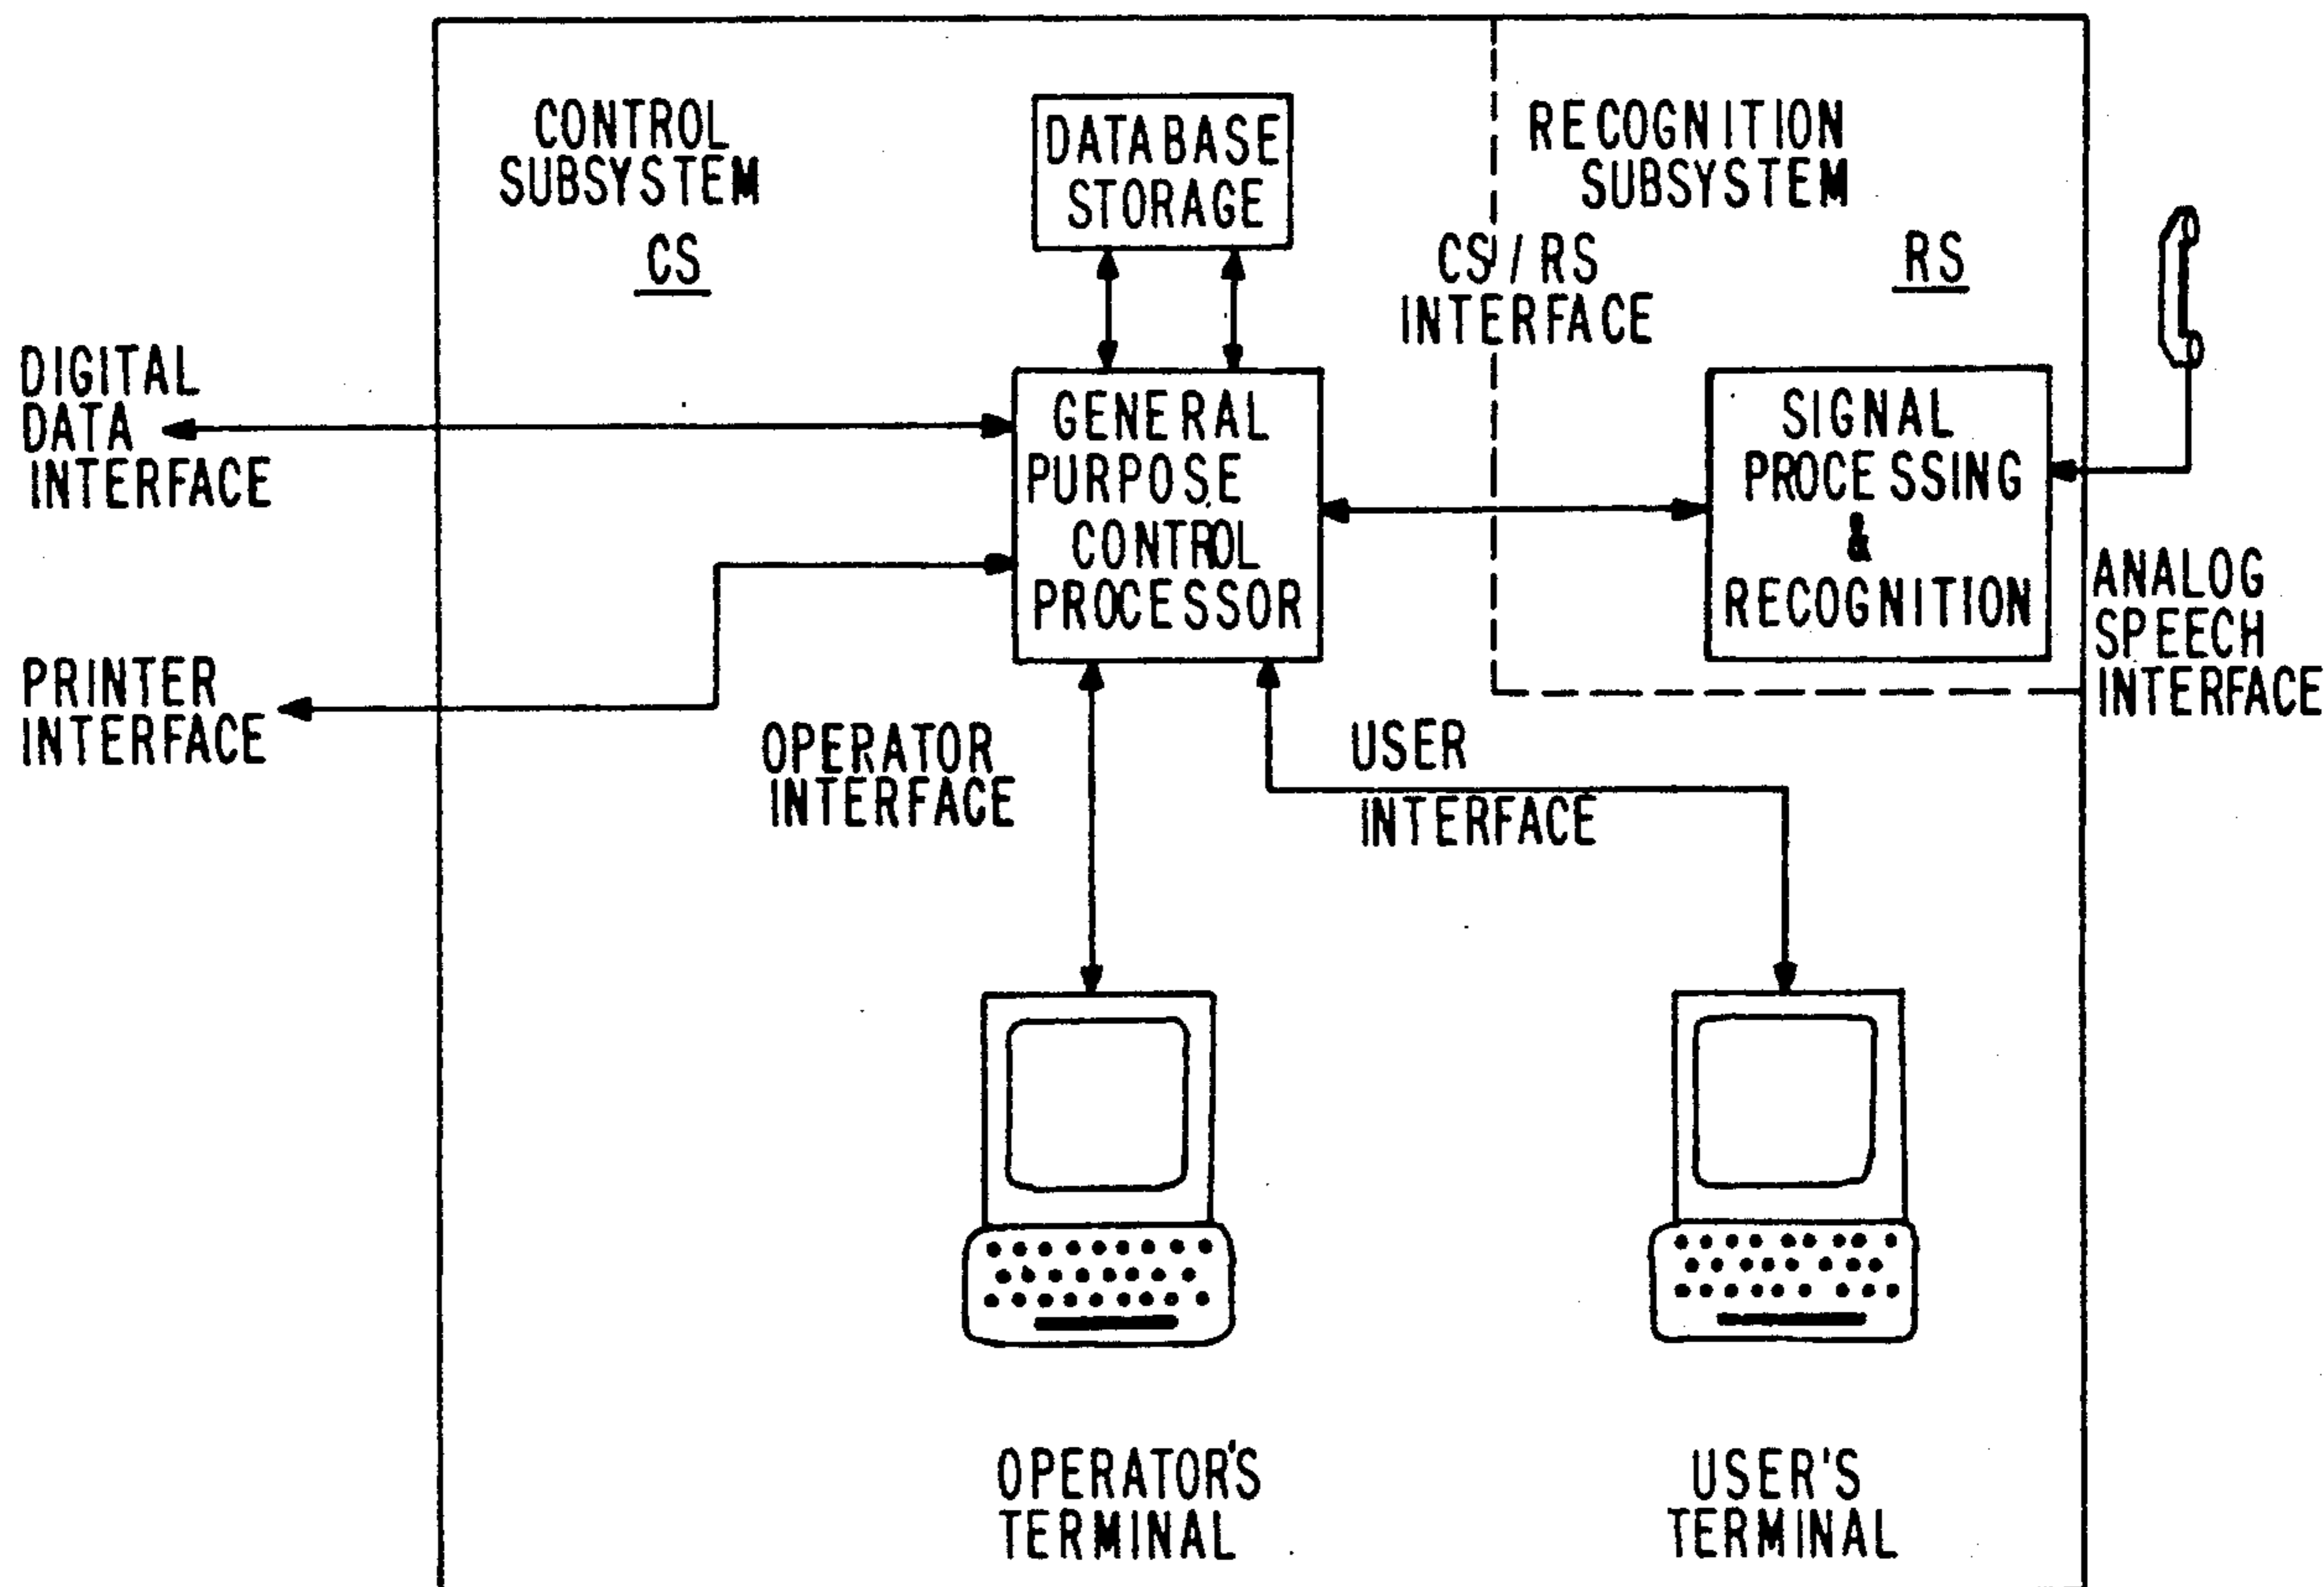 CONTROL
SUBSYSTEM
CS
DATABASE
STORAGE
RECOGNITION
SUBSYSTEM
RS
CS/RS
INTERFACE
DIGITAL
DATA
INTERFACE
GENERAL
PURPOSE
CONTROL
PROCESSOR
SIGNAL
PROCESSING
&
RECOGNITION
ANALOG
SPEECH
INTERFACE
PRINTER
INTERFACE
OPERATOR
INTERFACE
USER
INTERFACE
OPERATOR'S
TERMINAL
USER'S
TERMINAL